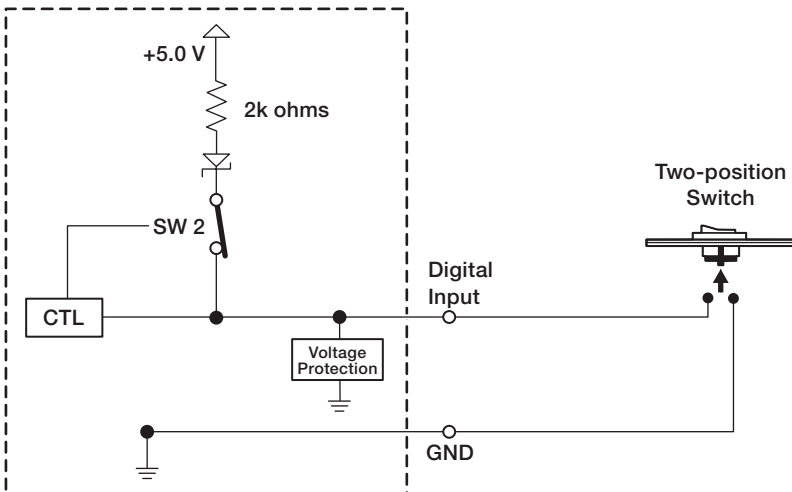 +5.0 V
2k ohms
Two-position
Switch
SW 2
Digital
Input
CTL
Voltage
Protection
GND